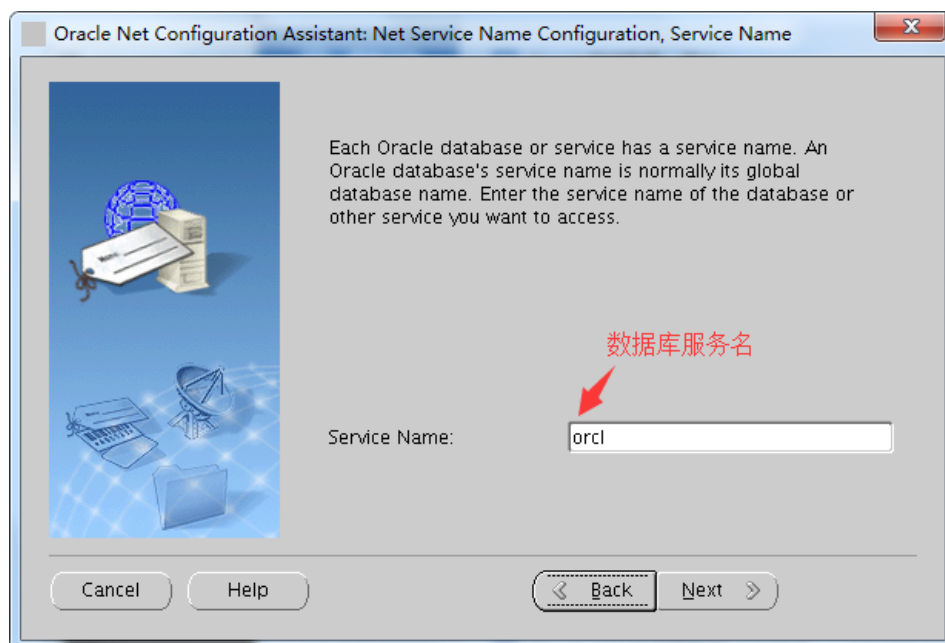 Oracle Net Configuration Assistant: Net Service Name Configuration, Service Name
Each Oracle database or service has a service name. An
Oracle database's service name is normally its global
database name. Enter the service name of the database or
other service you want to access.
数据库服务名
Service Name:
orcl
Cancel
Help
Back
Next